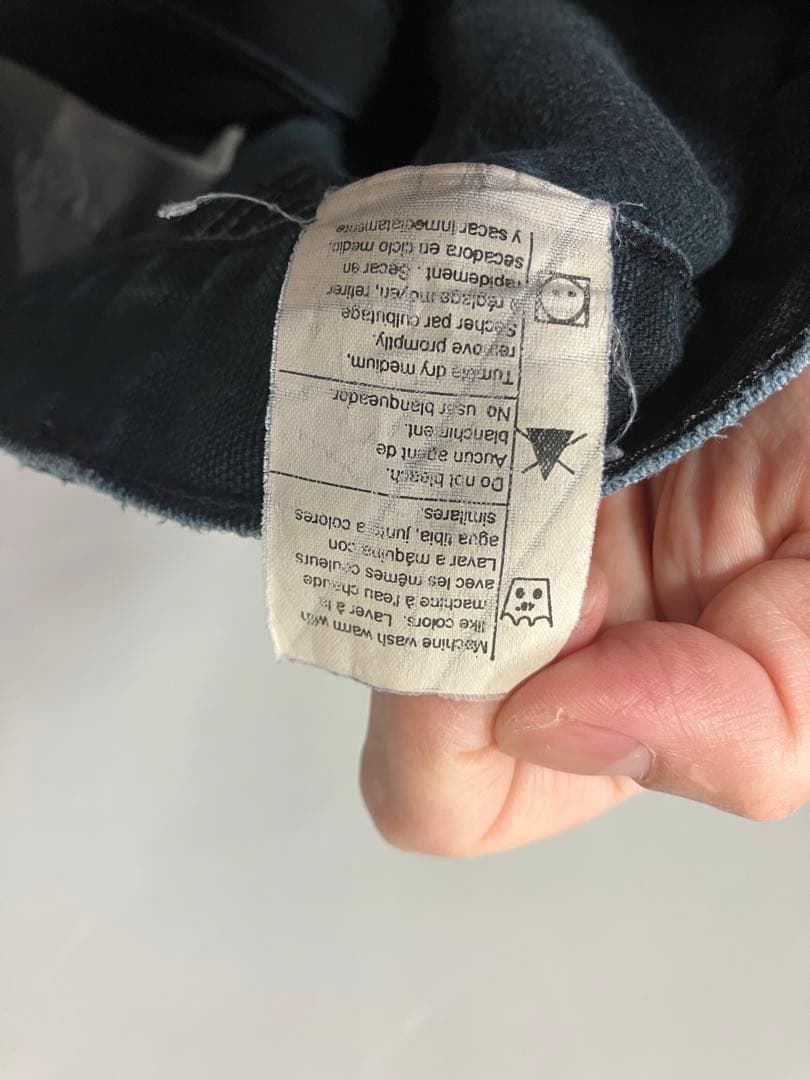 Machine wash warm with
like colors. Laver à la
machine à l'eau chaude
avec les mêmes couleurs
Lavar a máquina con
agua tibia, junto a colores
similares.
40
Do not bleach.
Aucun agent de
blanchiment.
No usar blanqueador
Tumble dry medium,
remove promptly.
Sécher par culbutage
à réglage moyen, retirer
rapidement. Secar en
secadora en ciclo medio.
y sacar inmediatamente